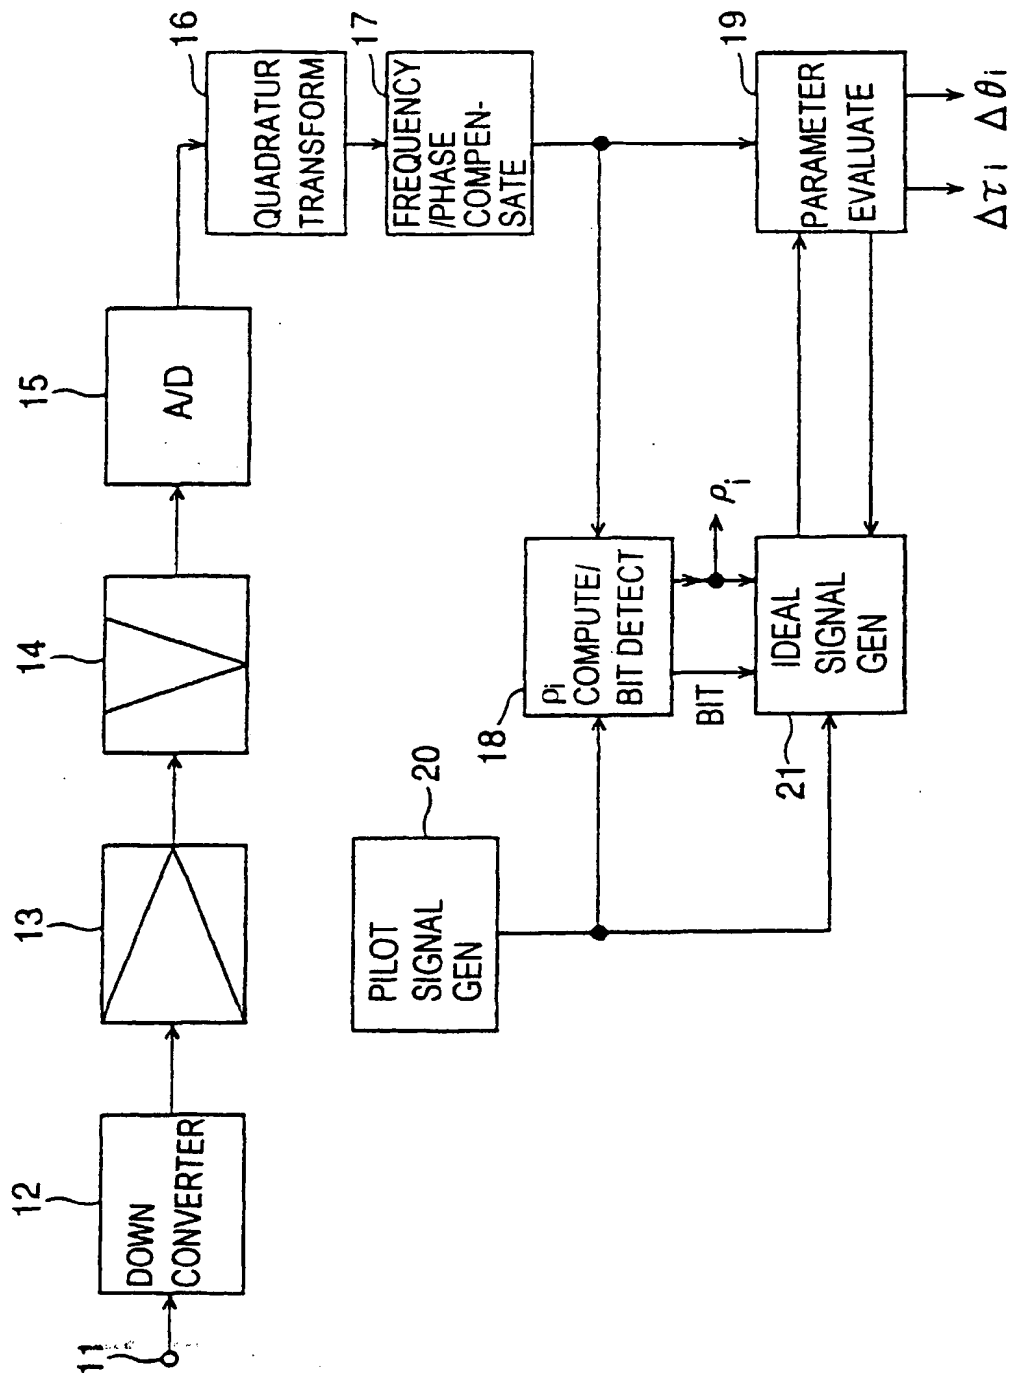 11
12
DOWN
CONVERTER
13
14
15
A/D
16
QUADRATUR
TRANSFORM
17
FREQUENCY
/PHASE
COMPEN-
SATE
20
PILOT
SIGNAL
GEN
18
ρi
COMPUTE/
BIT DETECT
BIT
ρi
21
IDEAL
SIGNAL
GEN
19
PARAMETER
EVALUATE
Δτi
Δθi